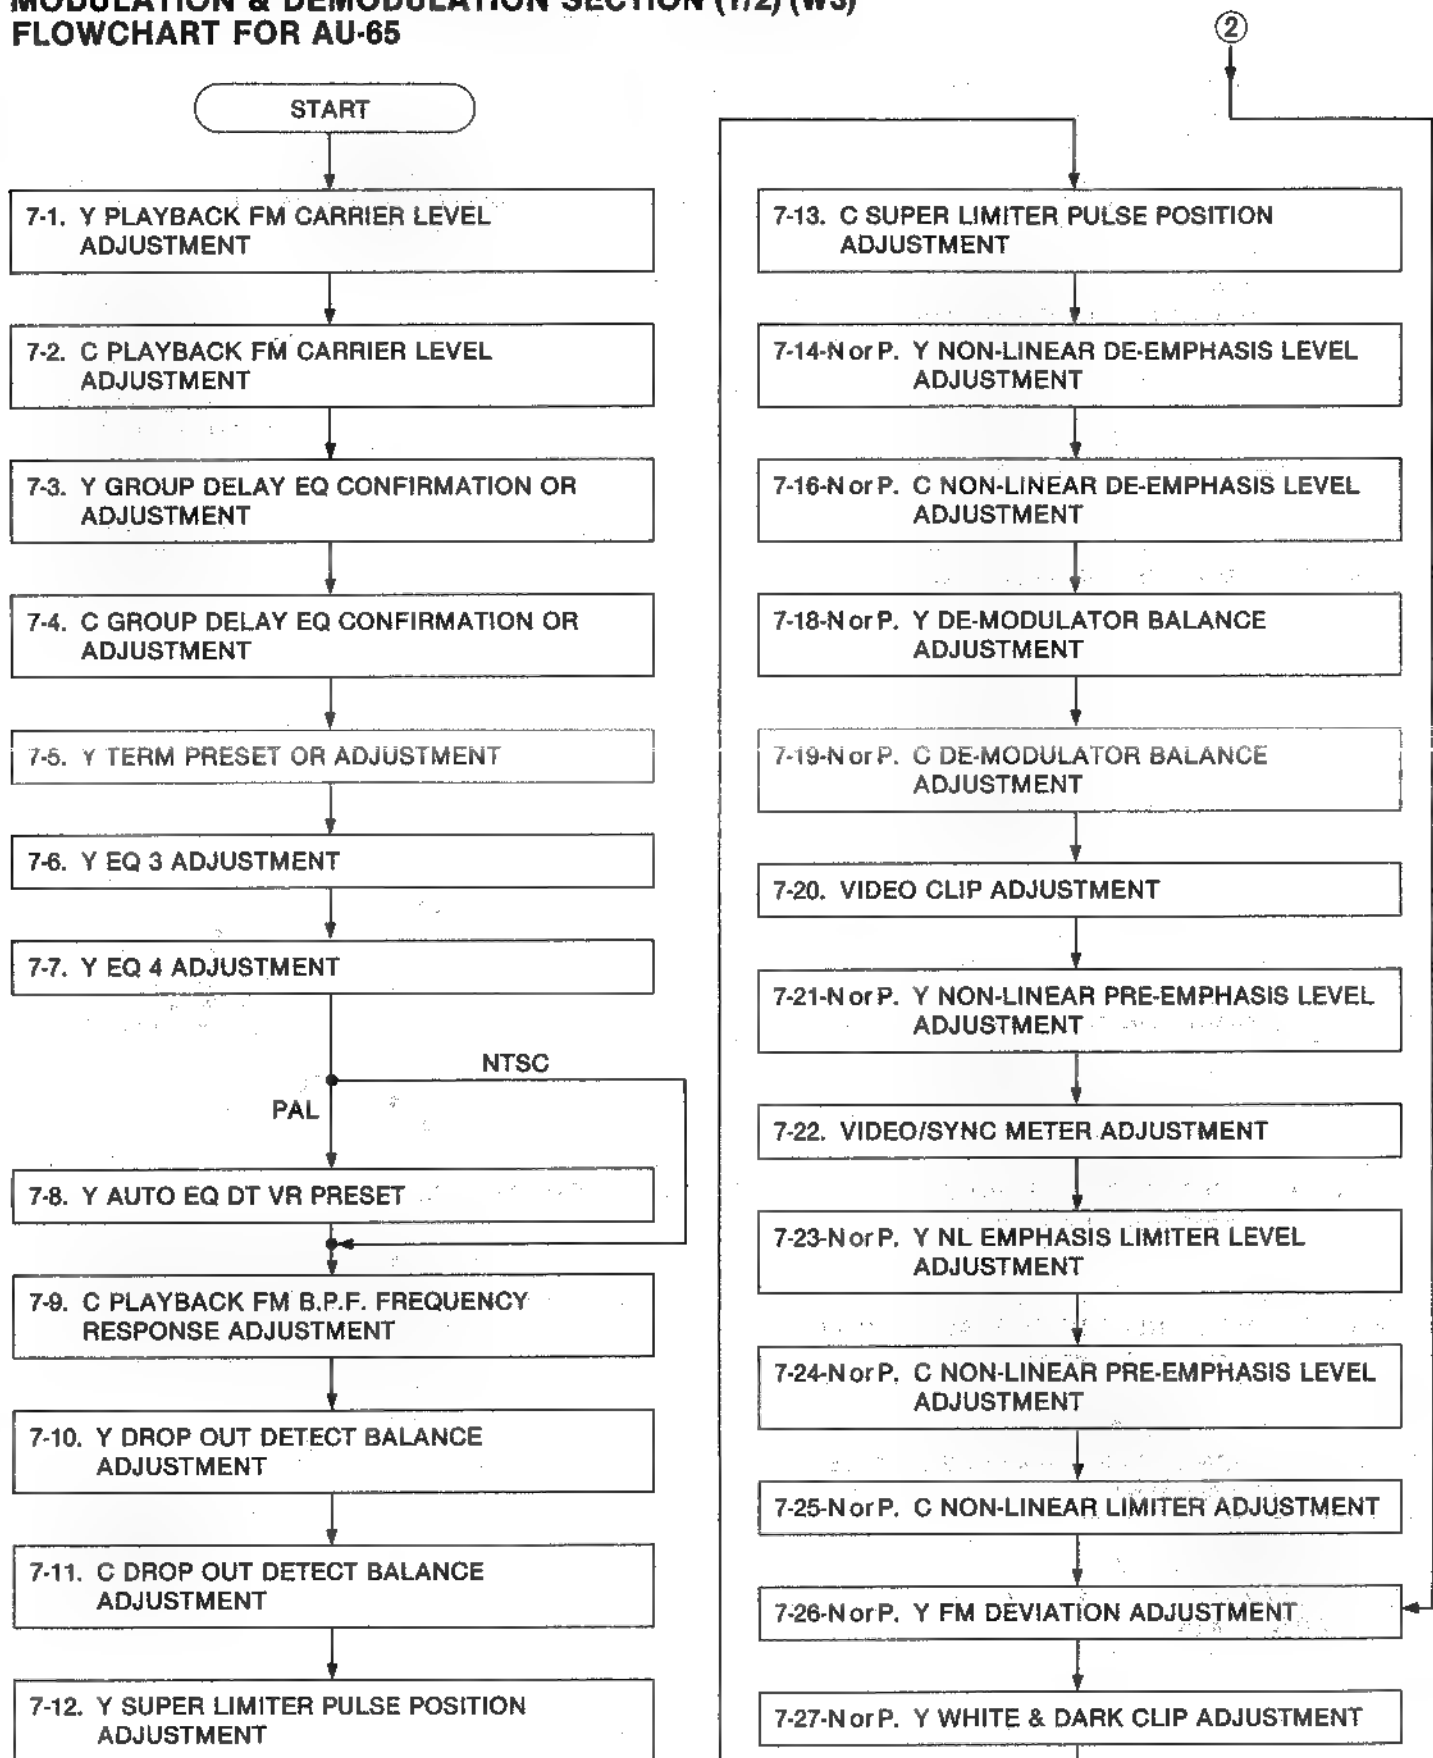 MODULATION & DEMODULATION SECTION (1/2) (W3)
FLOWCHART FOR AU-65
START
7-1. Y PLAYBACK FM CARRIER LEVEL
ADJUSTMENT
7-2. C PLAYBACK FM CARRIER LEVEL
ADJUSTMENT
7-3. Y GROUP DELAY EQ CONFIRMATION OR
ADJUSTMENT
7-4. C GROUP DELAY EQ CONFIRMATION OR
ADJUSTMENT
7-5. Y TERM PRESET OR ADJUSTMENT
7-6. Y EQ 3 ADJUSTMENT
7-7. Y EQ 4 ADJUSTMENT
NTSC
PAL
7-8. Y AUTO EQ DT VR PRESET
7-9. C PLAYBACK FM B.P.F. FREQUENCY
RESPONSE ADJUSTMENT
7-10. Y DROP OUT DETECT BALANCE
ADJUSTMENT
7-11. C DROP OUT DETECT BALANCE
ADJUSTMENT
7-12. Y SUPER LIMITER PULSE POSITION
ADJUSTMENT
2
7-13. C SUPER LIMITER PULSE POSITION
ADJUSTMENT
7-14-N or P. Y NON-LINEAR DE-EMPHASIS LEVEL
ADJUSTMENT
7-16-N or P. C NON-LINEAR DE-EMPHASIS LEVEL
ADJUSTMENT
7-18-N or P. Y DE-MODULATOR BALANCE
ADJUSTMENT
7-19-N or P. C DE-MODULATOR BALANCE
ADJUSTMENT
7-20. VIDEO CLIP ADJUSTMENT
7-21-N or P. Y NON-LINEAR PRE-EMPHASIS LEVEL
ADJUSTMENT
7-22. VIDEO/SYNC METER ADJUSTMENT
7-23-N or P. Y NL EMPHASIS LIMITER LEVEL
ADJUSTMENT
7-24-N or P. C NON-LINEAR PRE-EMPHASIS LEVEL
ADJUSTMENT
7-25-N or P. C NON-LINEAR LIMITER ADJUSTMENT
7-26-N or P. Y FM DEVIATION ADJUSTMENT
7-27-N or P. Y WHITE & DARK CLIP ADJUSTMENT